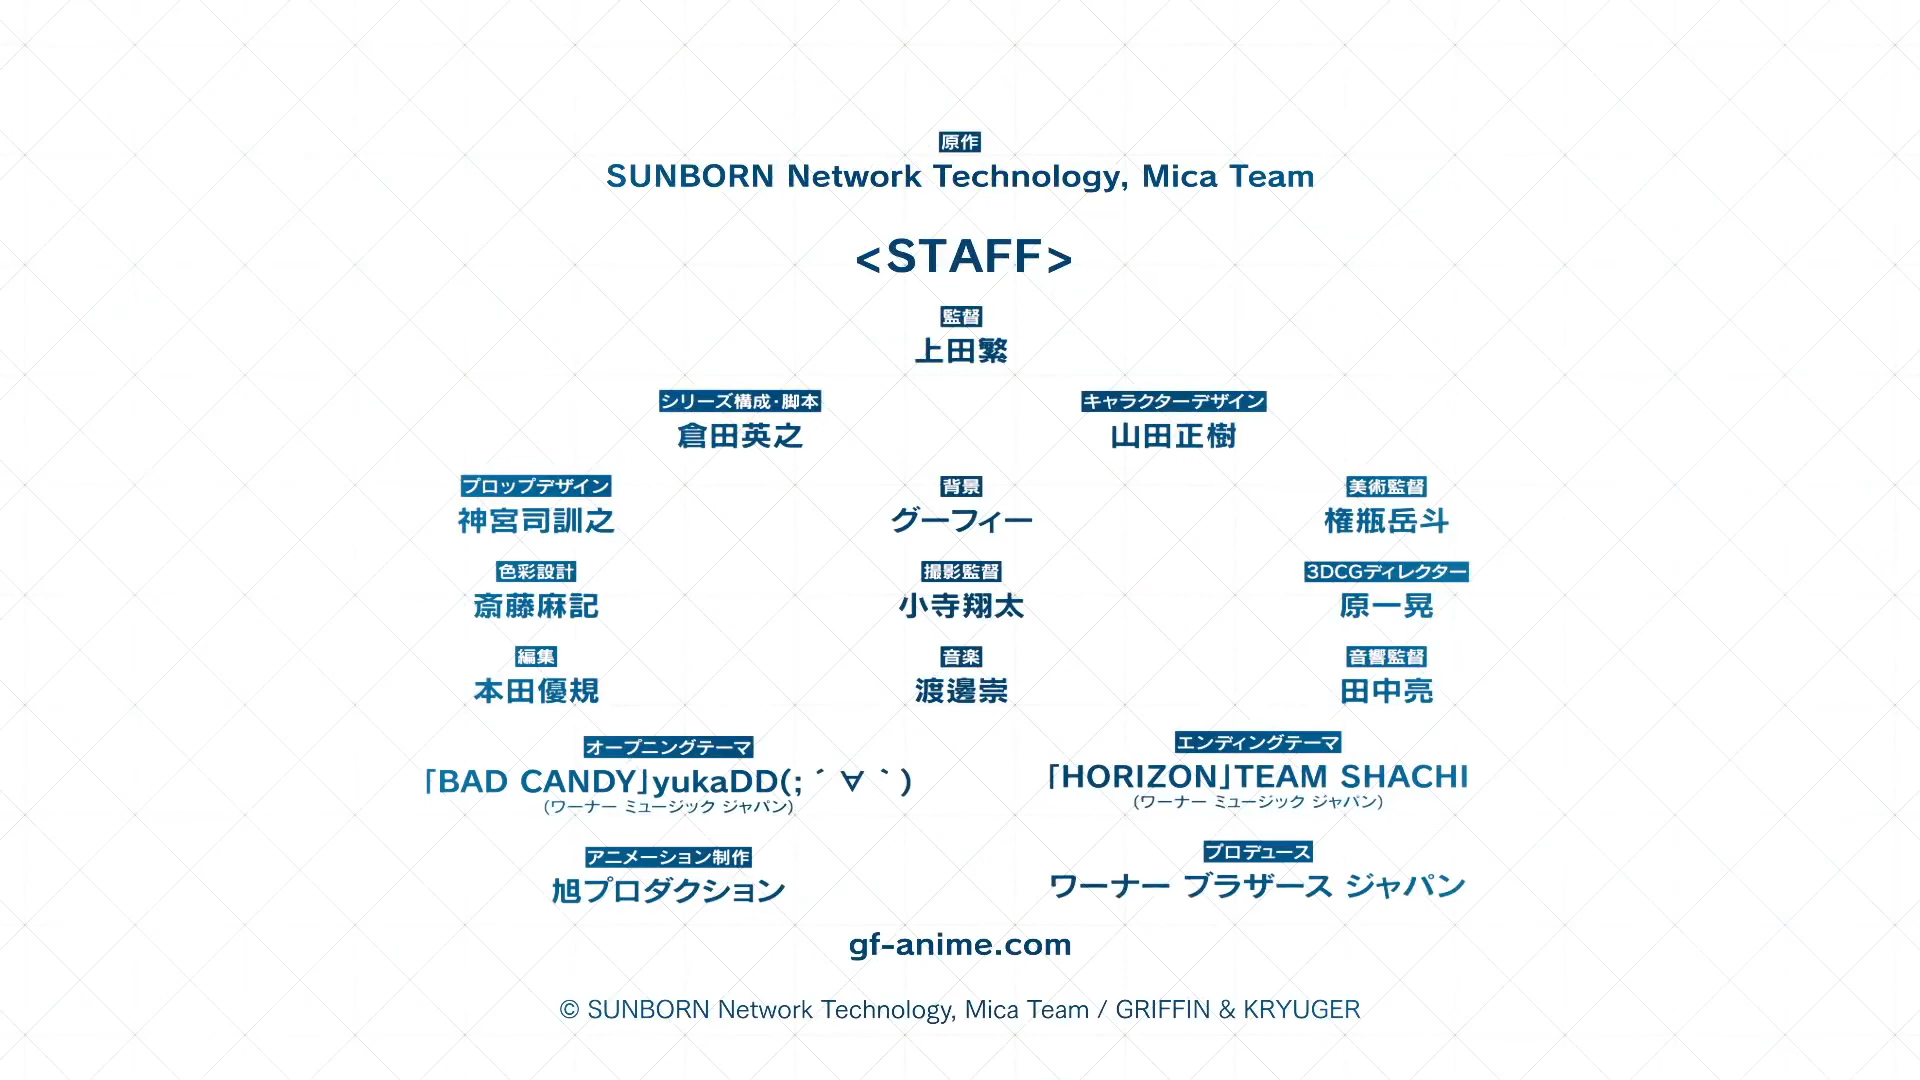 原作
SUNBORN Network Technology, Mica Team
<STAFF>
監督
上田繁
シリーズ構成・脚本
倉田英之
キャラクターデザイン
山田正樹
プロップデザイン
神宮司訓之
背景
グーフィー
美術監督
権瓶岳斗
色彩設計
斎藤麻記
撮影監督
小寺翔太
3DCGディレクター
原一晃
編集
本田優規
音楽
渡邊崇
音響監督
田中亮
オープニングテーマ
「BAD CANDY」yukaDD(;´∀｀)
(ワーナー ミュージック ジャパン)
エンディングテーマ
「HORIZON」TEAM SHACHI
(ワーナー ミュージック ジャパン)
アニメーション制作
旭プロダクション
プロデュース
ワーナー ブラザース ジャパン
gf-anime.com
© SUNBORN Network Technology, Mica Team / GRIFFIN & KRYUGER